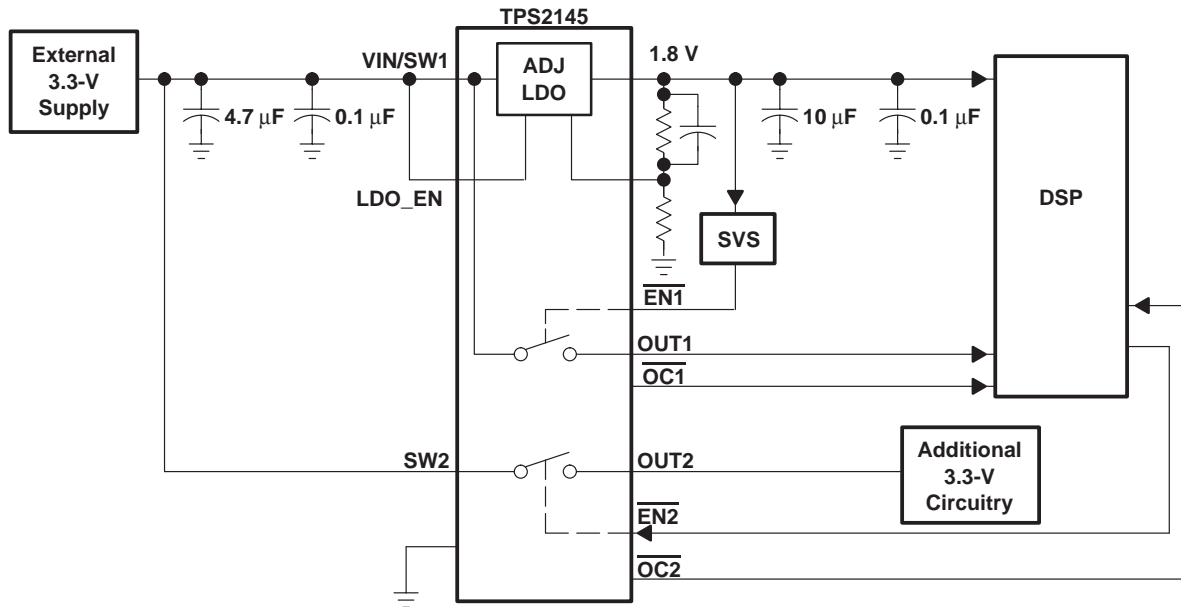 TPS2145
External
3.3-V
Supply
VIN/SW1
ADJ
LDO
1.8 V
4.7 μF
0.1 μF
10 μF
0.1 μF
LDO_EN
DSP
SVS
EN1
OUT1
OC1
SW2
OUT2
Additional
3.3-V
Circuitry
EN2
OC2